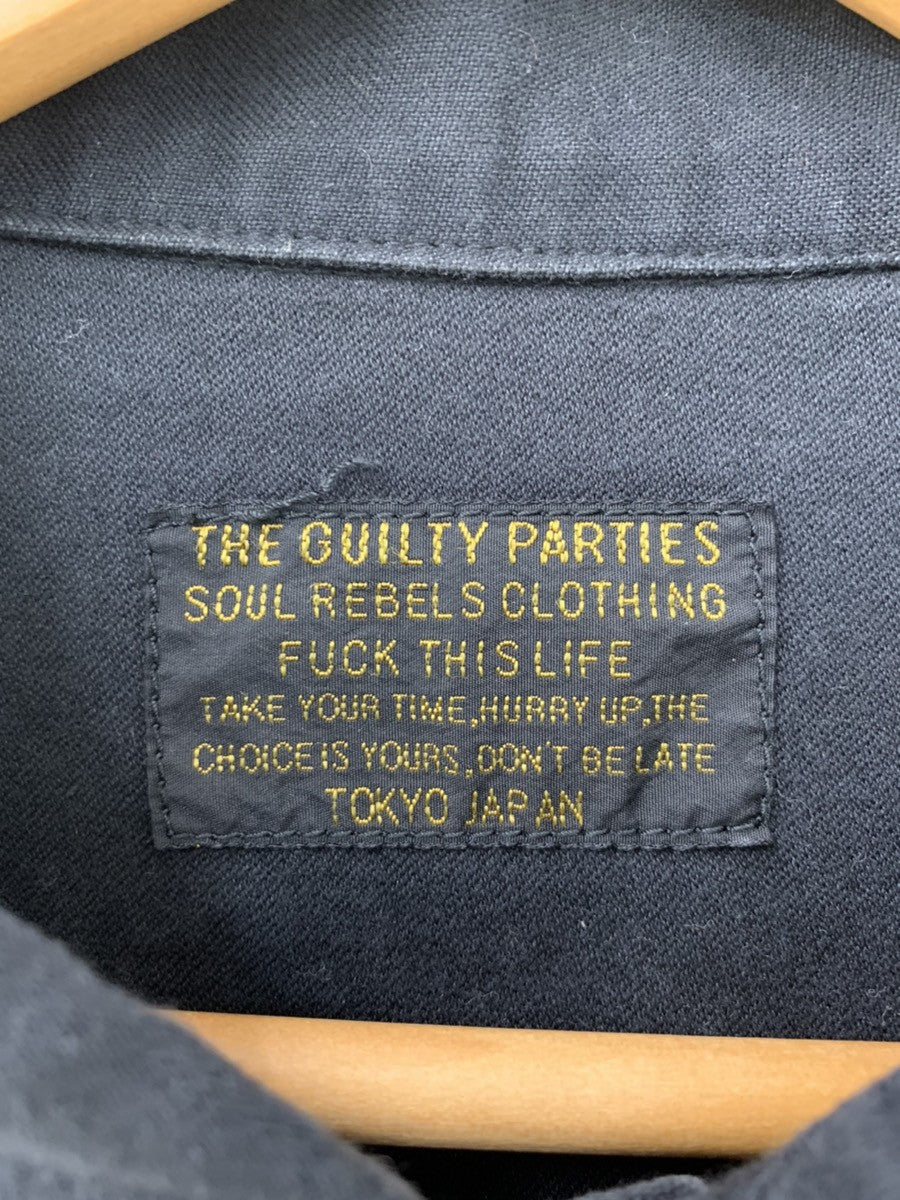 THE GUILTY PARTIES
SOUL REBELS CLOTHING
FUCK THIS LIFE
TAKE YOUR TIME,HURRY UP,THE
CHOICE IS YOURS,DON'T BE LATE
TOKYO JAPAN